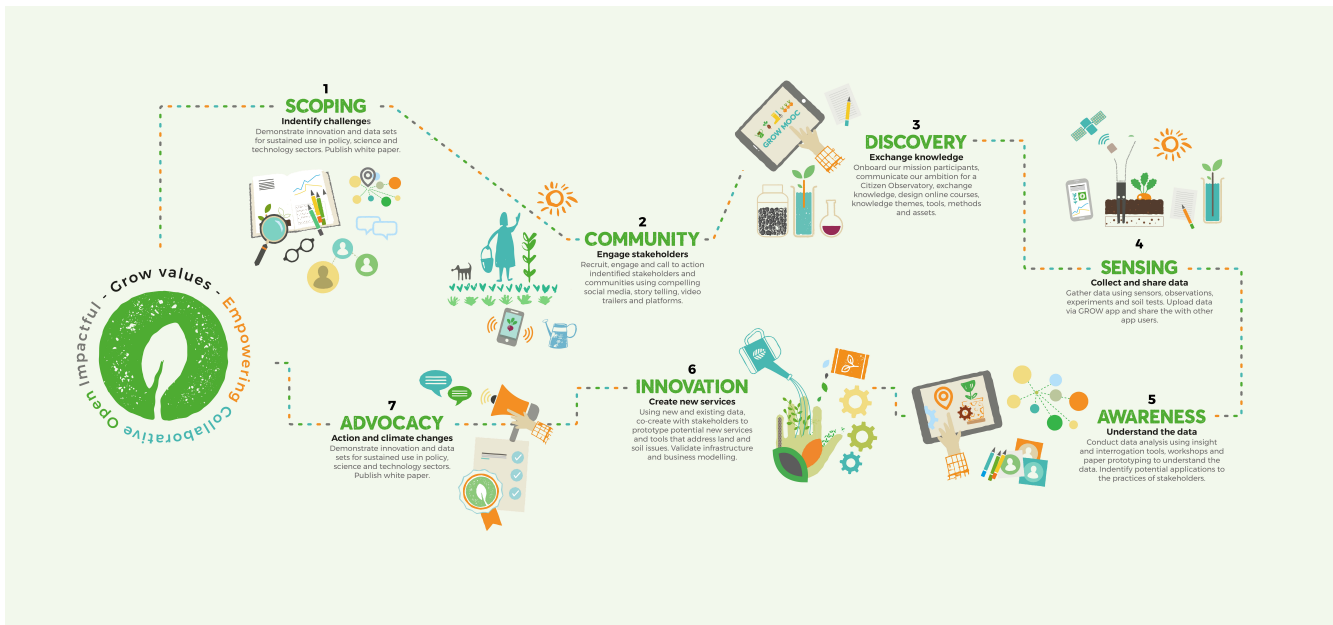 - Grow values -
Empowering
Collaborative
Open
Impactful
1
SCOPING
Indentify challenges
Demonstrate innovation and data sets
for sustained use in policy, science and
technology sectors. Publish white paper.
2
COMMUNITY
Engage stakeholders
Recruit, engage and call to action
indentified stakeholders and
communities using compelling
social media, story telling, video
trailers and platforms.
GROW MOOC
3
DISCOVERY
Exchange knowledge
Onboard our mission participants,
communicate our ambition for a
Citizen Observatory, exchange
knowledge, design online courses,
knowledge themes, tools, methods
and assets.
4
SENSING
Collect and share data
Gather data using sensors, observations,
experiments and soil tests. Upload data
via GROW app and share the with other
app users.
5
AWARENESS
Understand the data
Conduct data analysis using insight
and interrogation tools, workshops and
paper prototyping to understand the
data. Indentify potential applications to
the practices of stakeholders.
6
INNOVATION
Create new services
Using new and existing data,
co-create with stakeholders to
prototype potential new services
and tools that address land and
soil issues. Validate infrastructure
and business modelling.
7
ADVOCACY
Action and climate changes
Demonstrate innovation and data
sets for sustained use in policy,
science and technology sectors.
Publish white paper.